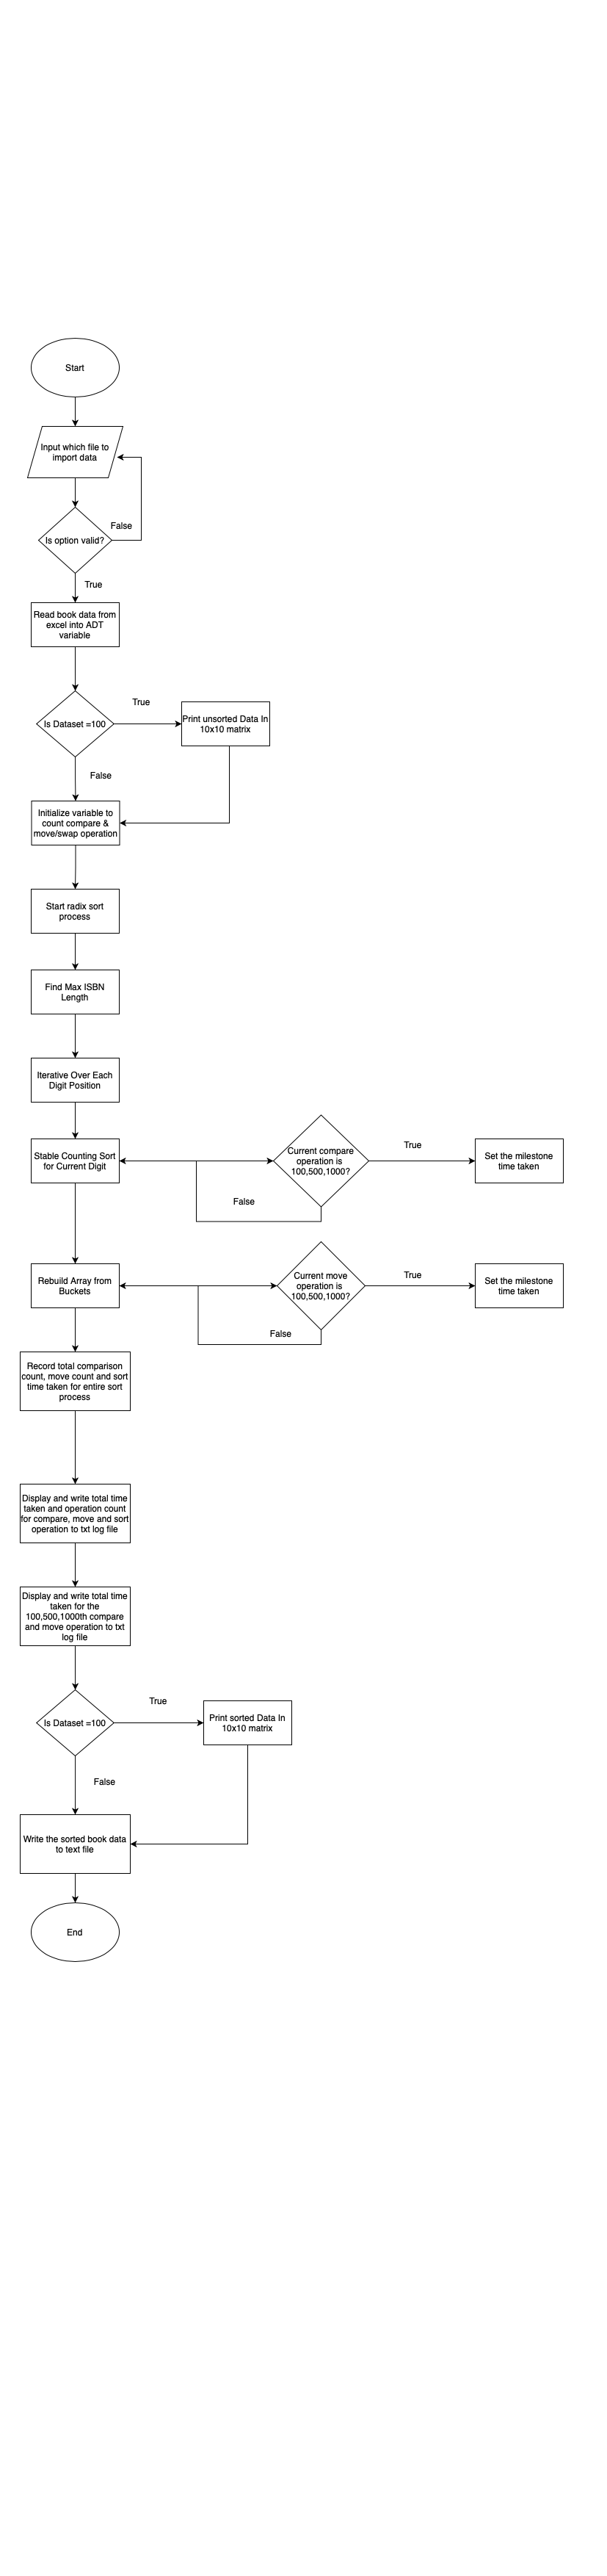 Start
Input which file to
import data
False
Is option valid?
True
Read book data from
excel into ADT
variable
True
Is Dataset =100
Print unsorted Data In
10x10 matrix
False
Initialize variable to
count compare &
move/swap operation
Start radix sort
process
Find Max ISBN
Length
Iterative Over Each
Digit Position
Stable Counting Sort
for Current Digit
Current compare
operation is
100,500,1000?
True
Set the milestone
time taken
False
Rebuild Array from
Buckets
Current move
operation is
100,500,1000?
True
Set the milestone
time taken
False
Record total comparison
count, move count and sort
time taken for entire sort
process
Display and write total time
taken and operation count
for compare, move and sort
operation to txt log file
Display and write total time
taken for the
100,500,1000th compare
and move operation to txt
log file
True
Is Dataset =100
Print sorted Data In
10x10 matrix
False
Write the sorted book data
to text file
End